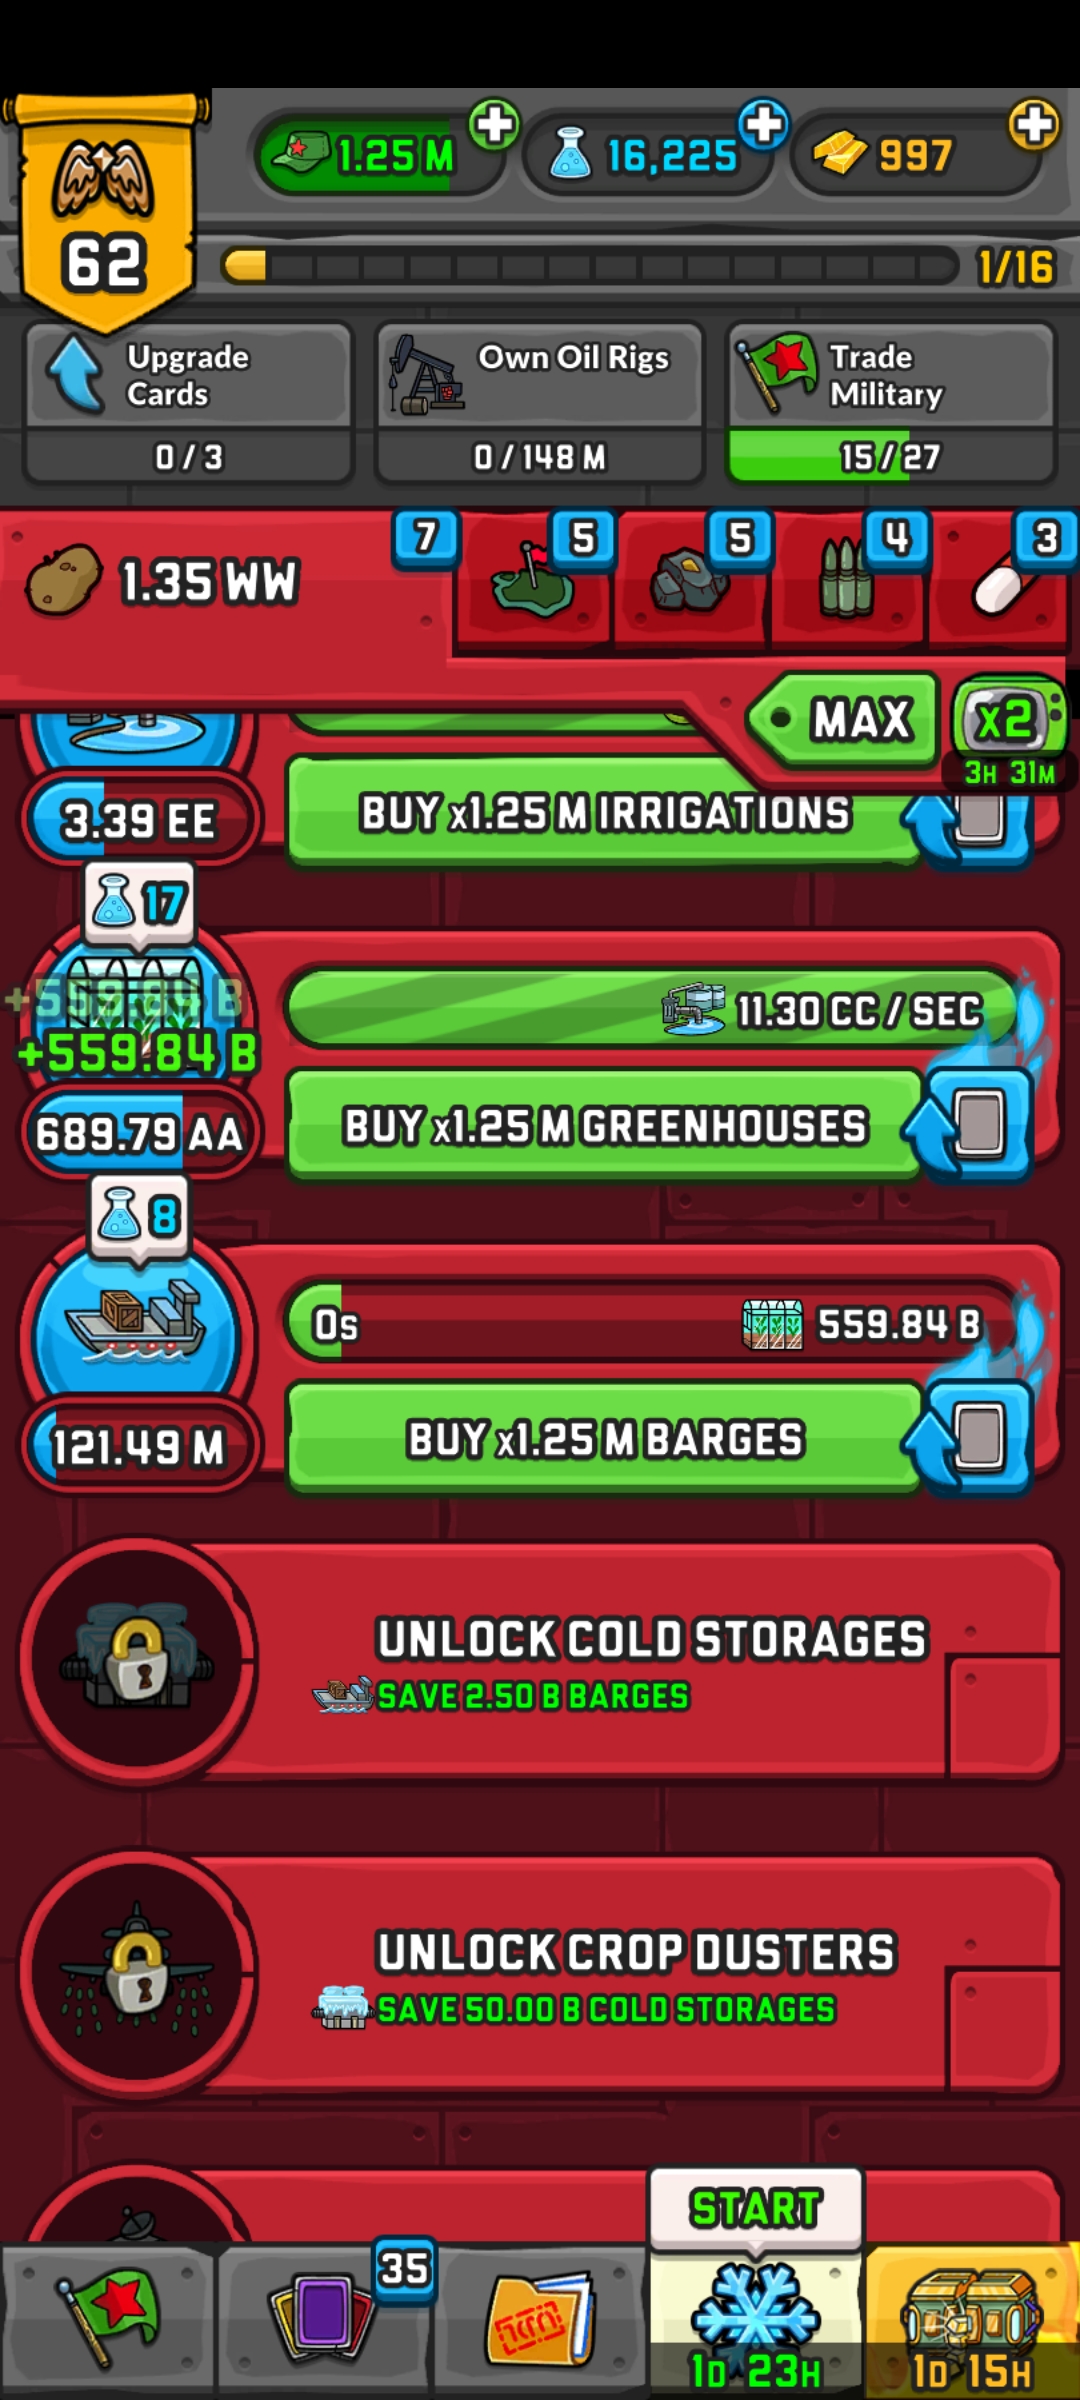 1.25 M
16,225
997
62
1/16
Upgrade
Cards
0 / 3
Own Oil Rigs
0 / 148 M
Trade
Military
15 / 27
1.35 WW
7
5
5
4
3
MAX
x2
3H 31M
3.39 EE
BUY x1.25 M IRRIGATIONS
17
+559.84 B
+559.84 B
11.30 CC / SEC
689.79 AA
BUY x1.25 M GREENHOUSES
8
0s
559.84 B
121.49 M
BUY x1.25 M BARGES
UNLOCK COLD STORAGES
SAVE 2.50 B BARGES
UNLOCK CROP DUSTERS
SAVE 50.00 B COLD STORAGES
START
35
1D 23H
1D 15H